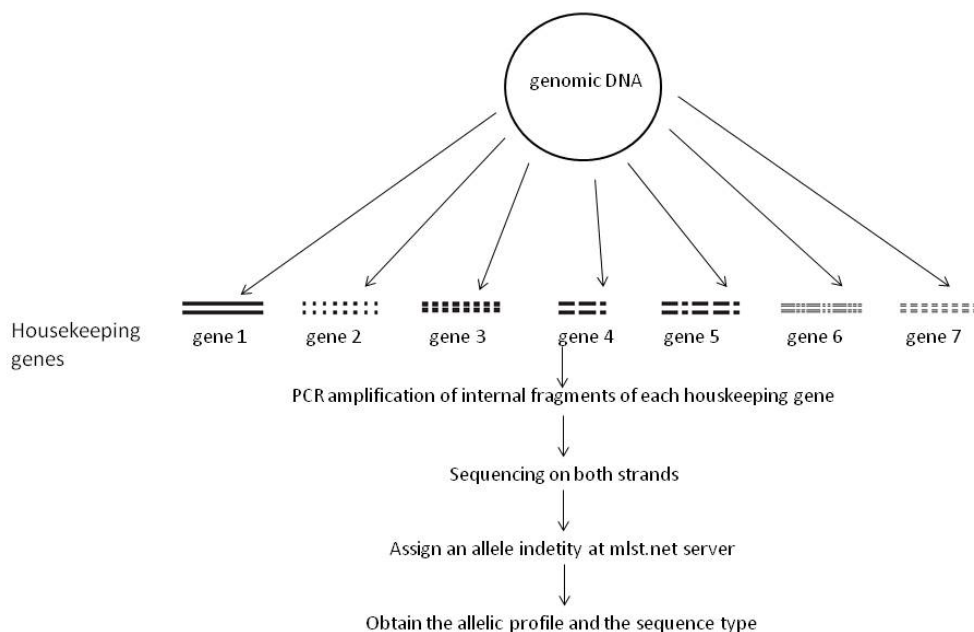 genomic DNA
Housekeeping
genes
gene 1 gene 2 gene 3 gene 4 gene 5 gene 6 gene 7
PCR amplification of internal fragments of each houskeeping gene
Sequencing on both strands
Assign an allele indetity at mlst.net server
Obtain the allelic profile and the sequence type